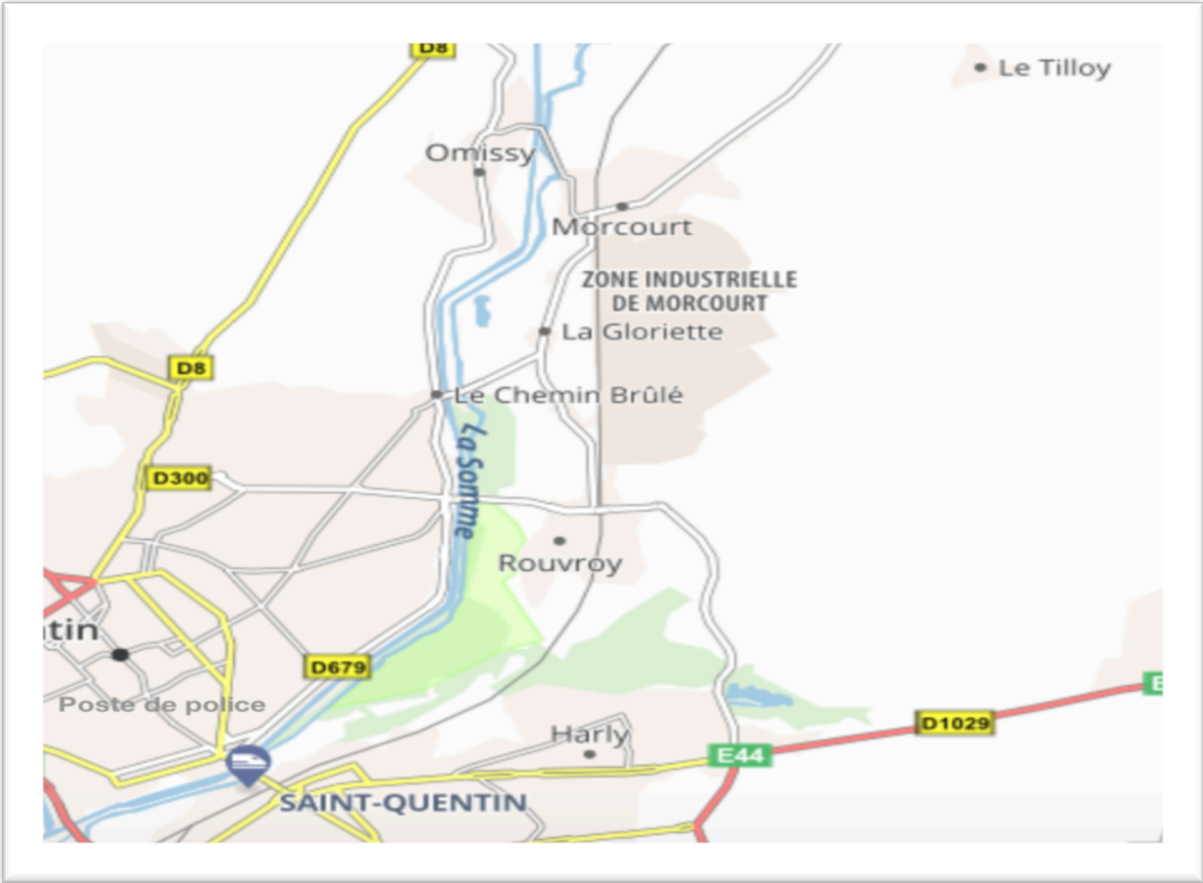 D8
Le Tilloy
Omissy
Morcourt
ZONE INDUSTRIELLE
DE MORCOURT
La Gloriette
D8
Le Chemin Brûlé
La Somme
D300
Rouvroy
tin
D679
Poste de police
Harly
E
D1029
E44
SAINT-QUENTIN